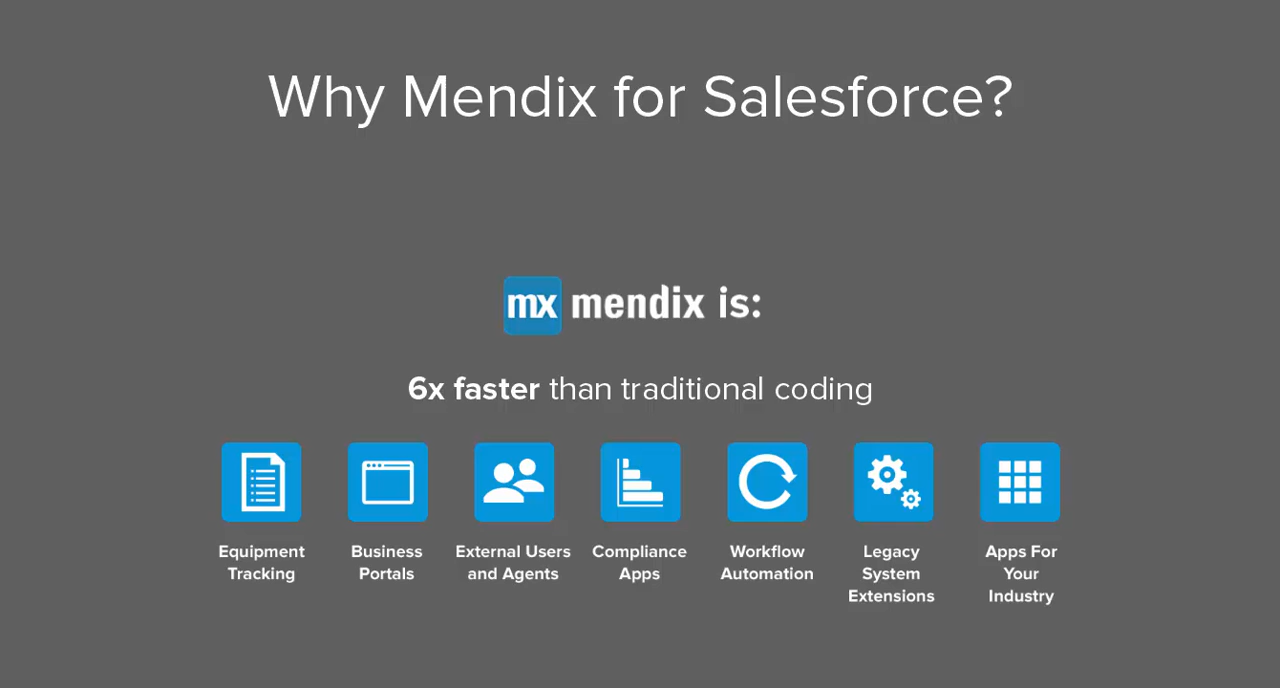 Why Mendix for Salesforce?
mx mendix is:
6x faster than traditional coding
Equipment
Tracking
Business
Portals
External Users
and Agents
Compliance
Apps
Workflow
Automation
Legacy
System
Extensions
Apps For
Your
Industry